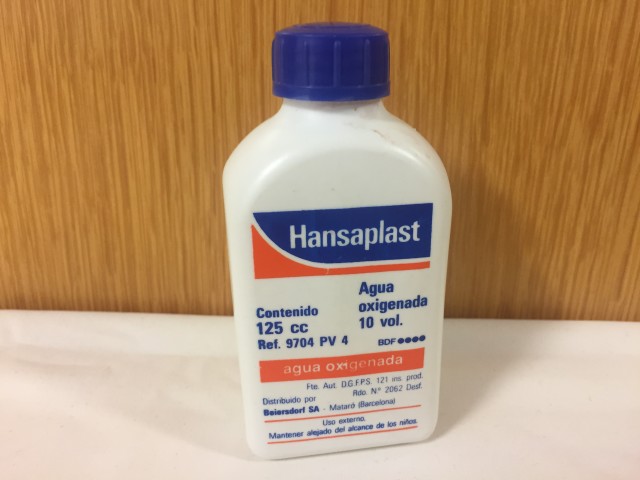 Hansaplast
Agua
oxigenada
10 vol.
Contenido
125 cc
Ref. 9704 PV 4
BDF ●●●●
agua oxigenada
Fte. Aut. D.G.F.P.S. 121 ins. prod.
Rdo. Nº 2062 Desf.
Distribuido por
Beiersdorf SA - Mataró (Barcelona)
Uso externo.
Mantener alejado del alcance de los niños.